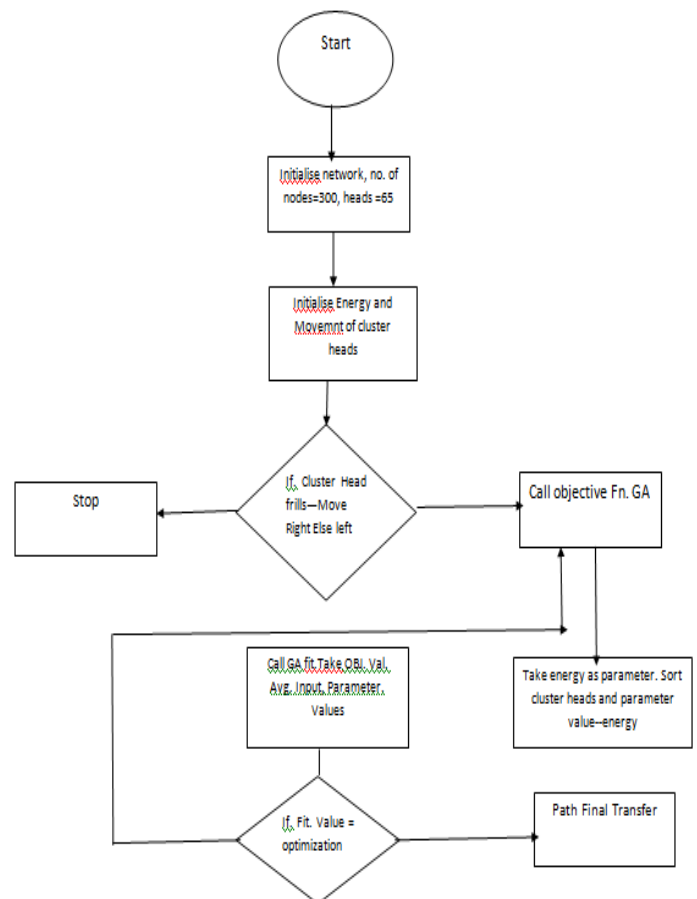 Start
Initialise network, no. of
nodes=300, heads =65
Initialise Energy and
Movemnt of cluster
heads
If, Cluster Head
frills—Move
Right Else left
Stop
Call objective Fn. GA
Call GA fit.Take OBJ. Val,
Avg. Input, Parameter,
Values
Take energy as parameter. Sort
cluster heads and parameter
value--energy
If, Fit. Value =
optimization
Path Final Transfer